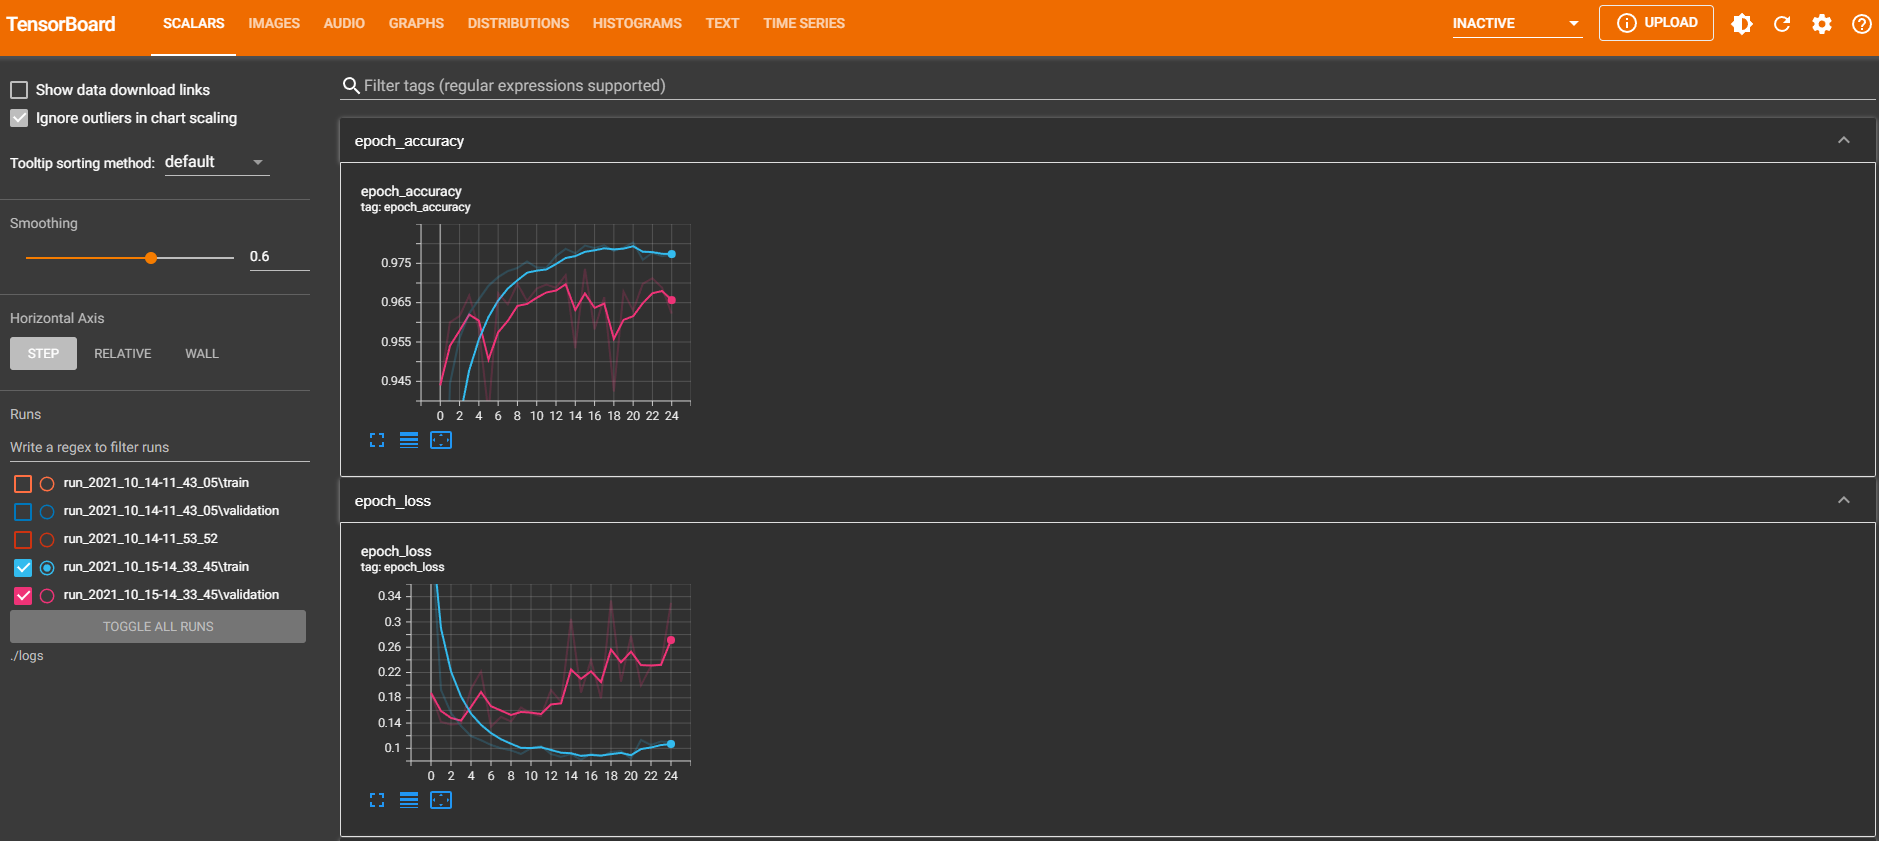 TensorBoard SCALARS IMAGES AUDIO GRAPHS DISTRIBUTIONS HISTOGRAMS TEXT TIME SERIES INACTIVE UPLOAD
Show data download links
Ignore outliers in chart scaling
Tooltip sorting method: default
Smoothing
0.6
Horizontal Axis
STEP RELATIVE WALL
Runs
Write a regex to filter runs
run_2021_10_14-11_43_05\train
run_2021_10_14-11_43_05\validation
run_2021_10_14-11_53_52
run_2021_10_15-14_33_45\train
run_2021_10_15-14_33_45\validation
TOGGLE ALL RUNS
./logs
Filter tags (regular expressions supported)
epoch_accuracy
epoch_accuracy
tag: epoch_accuracy
0.975
0.965
0.955
0.945
0 2 4 6 8 10 12 14 16 18 20 22 24
epoch_loss
epoch_loss
tag: epoch_loss
0.34
0.3
0.26
0.22
0.18
0.14
0.1
0 2 4 6 8 10 12 14 16 18 20 22 24